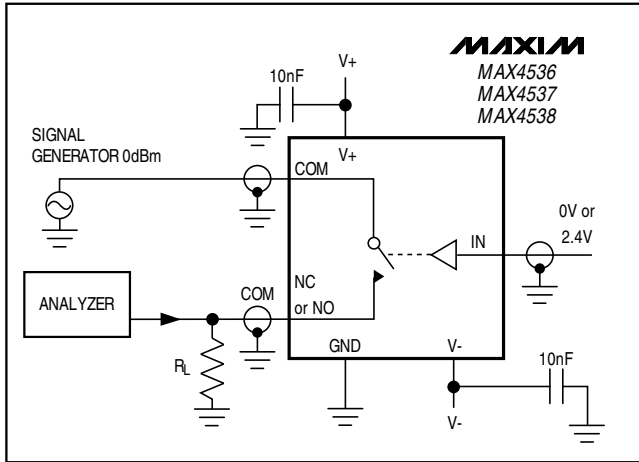 V+
MAXIM
10nF
MAX4536
MAX4537
MAX4538
SIGNAL
GENERATOR 0dBm
V+
COM
IN
0V or
2.4V
ANALYZER
COM
NC
or NO
RL
GND
V-
10nF
V-